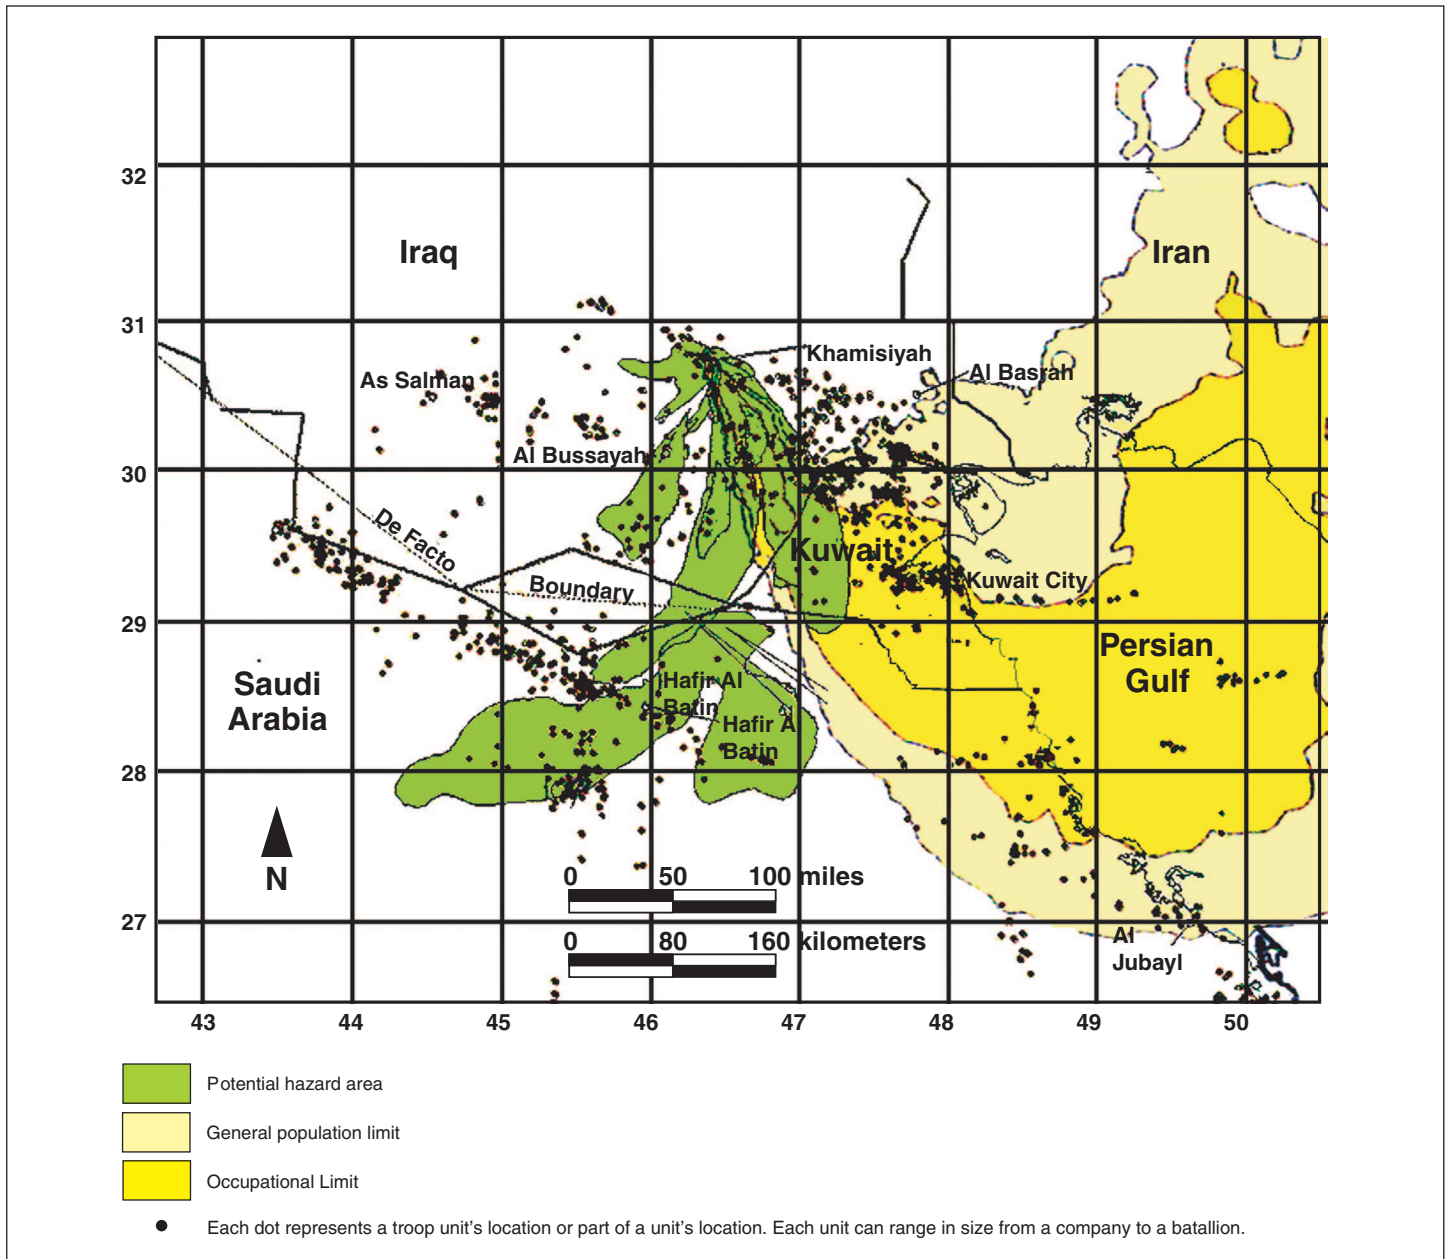 32
Iraq
Iran
31
Khamisiyah
As Salman
Al Basrah
Al Bussayah
30
De Facto
Kuwait
Boundary
Kuwait City
29
Persian
Gulf
Saudi
Arabia
Hafir Al
Batin
Hafir A
Batin
28
N
0 50 100 miles
27
0 80 160 kilometers
Al
Jubayl
43 44 45 46 47 48 49 50
Potential hazard area
General population limit
Occupational Limit
Each dot represents a troop unit's location or part of a unit's location. Each unit can range in size from a company to a batallion.